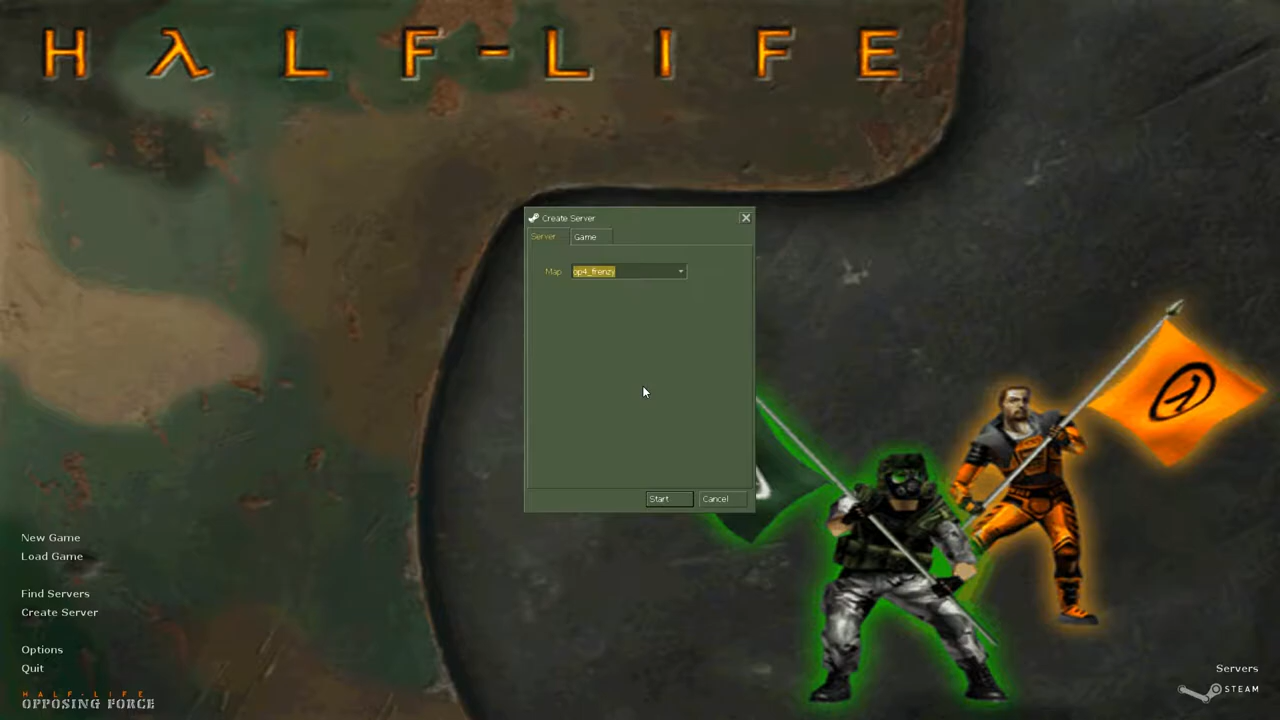 HλLF-LIFE
Create Server
Server
Game
Map
op4_frenzy
Start
Cancel
New Game
Load Game
Find Servers
Create Server
Options
Quit
HALF-LIFE
OPPOSING FORCE
Servers
STEAM